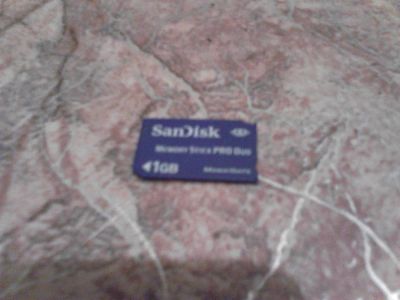 SanDisk
MEMORY STICK PRO DUO
1GB
MagicGate